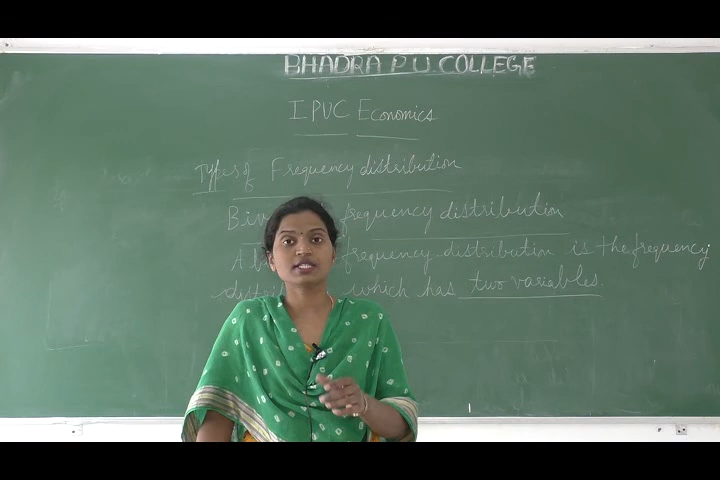 BHADRA P U COLLEGE
I PUC Economics
Types of Frequency distribution
frequency distribution
A frequency distribution is the frequency
which has two variables.